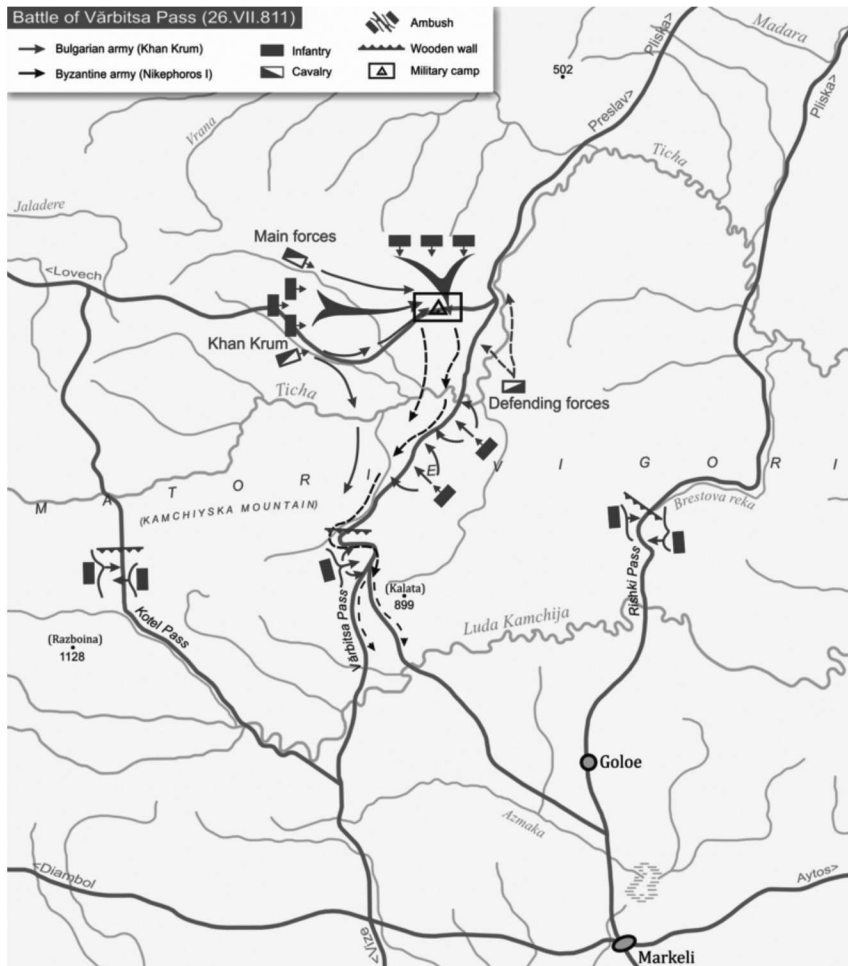 Battle of Vărbitsa Pass (26.VII.811)
Bulgarian army (Khan Krum)
Byzantine army (Nikephoros I)
Infantry
Cavalry
Ambush
Wooden wall
Military camp
Madara
Pliska>
502
Preslav>
Pliska>
Vrana
Ticha
Jaladere
Main forces
<Lovech
Khan Krum
Ticha
Defending forces
M A T O R I E V I G O R I
(KAMCHIYSKA MOUNTAIN)
Brestova reka
Kotel Pass
Vărbitsa Pass
(Kalata)
899
Rishki Pass
(Razboina)
1128
Luda Kamchija
Goloe
Azmaka
<Diambol
Aytos>
<Vize
Markeli